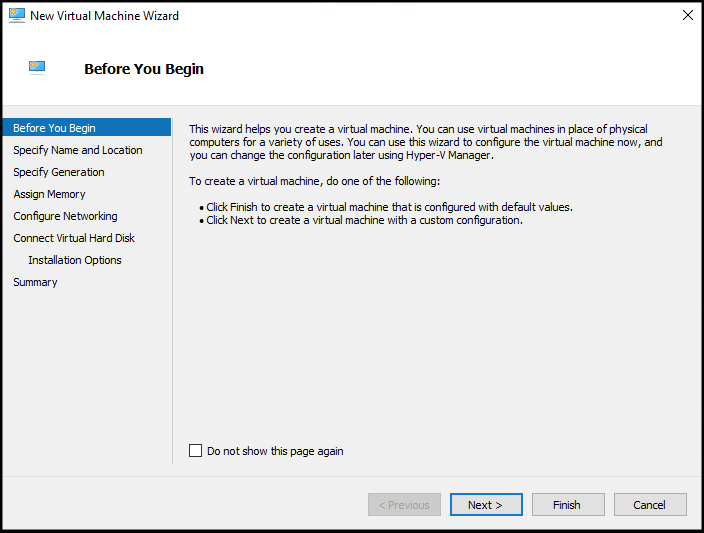 New Virtual Machine Wizard
Before You Begin
Before You Begin
Specify Name and Location
Specify Generation
Assign Memory
Configure Networking
Connect Virtual Hard Disk
Installation Options
Summary
This wizard helps you create a virtual machine. You can use virtual machines in place of physical
computers for a variety of uses. You can use this wizard to configure the virtual machine now, and
you can change the configuration later using Hyper-V Manager.
To create a virtual machine, do one of the following:
• Click Finish to create a virtual machine that is configured with default values.
• Click Next to create a virtual machine with a custom configuration.
Do not show this page again
< Previous
Next >
Finish
Cancel